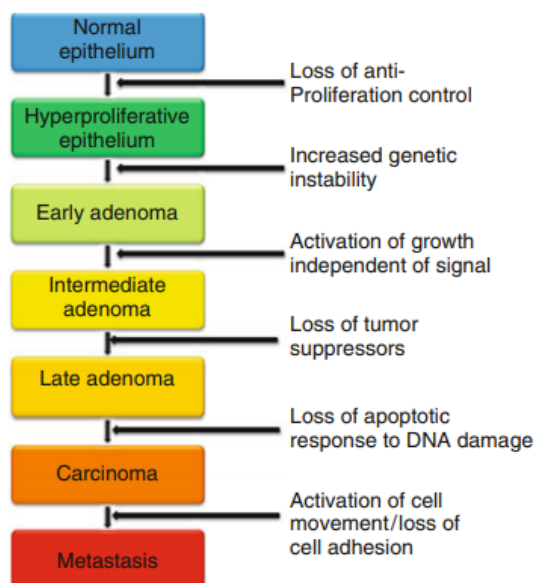 Normal
epithelium
Loss of anti-
Proliferation control
Hyperproliferative
epithelium
Increased genetic
instability
Early adenoma
Activation of growth
independent of signal
Intermediate
adenoma
Loss of tumor
suppressors
Late adenoma
Loss of apoptotic
response to DNA damage
Carcinoma
Activation of cell
movement/loss of
cell adhesion
Metastasis